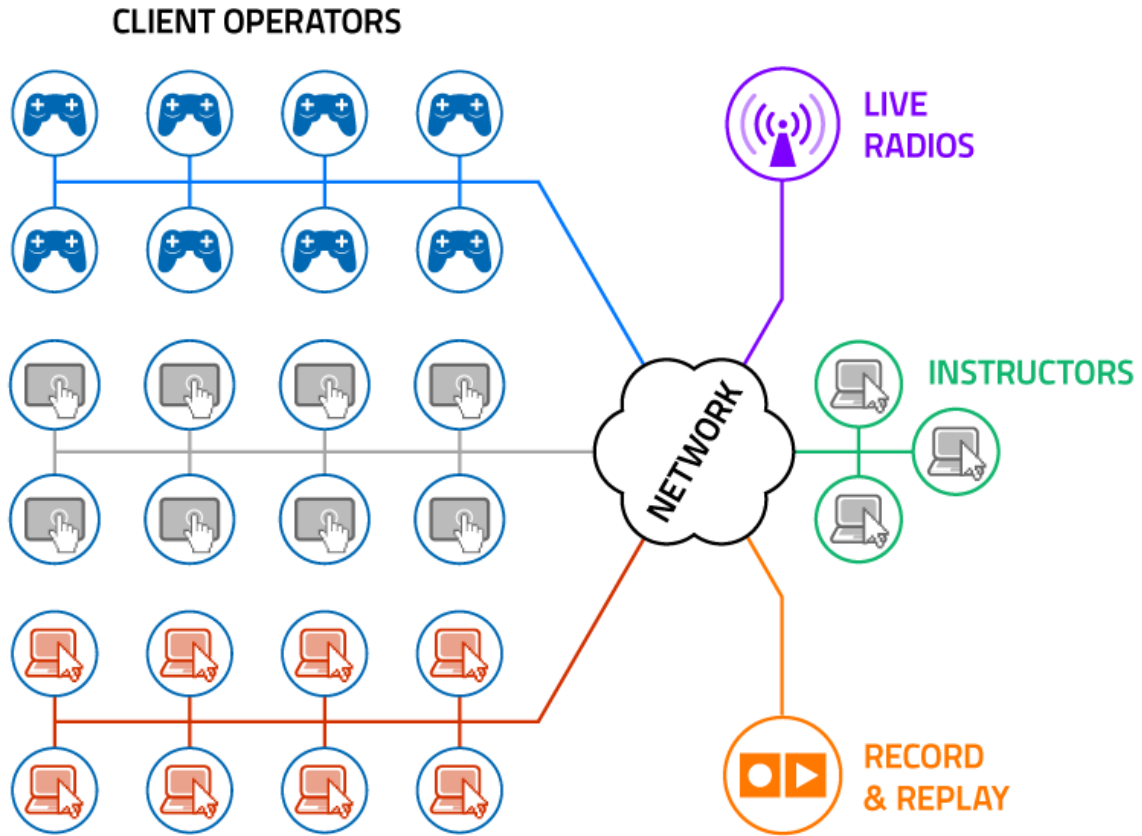 CLIENT OPERATORS
LIVE
RADIOS
INSTRUCTORS
NETWORK
RECORD
& REPLAY